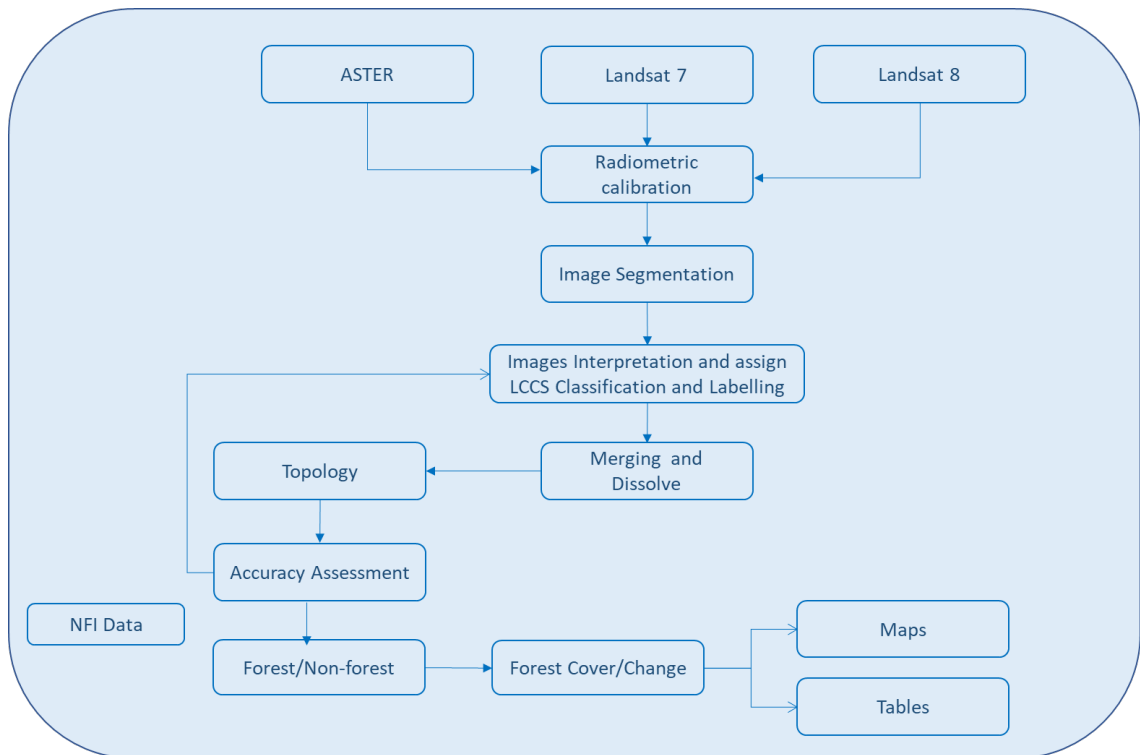 ASTER
Landsat 7
Landsat 8
Radiometric
calibration
Image Segmentation
Images Interpretation and assign
LCCS Classification and Labelling
Merging and
Dissolve
Topology
Accuracy Assessment
NFI Data
Forest/Non-forest
Forest Cover/Change
Maps
Tables